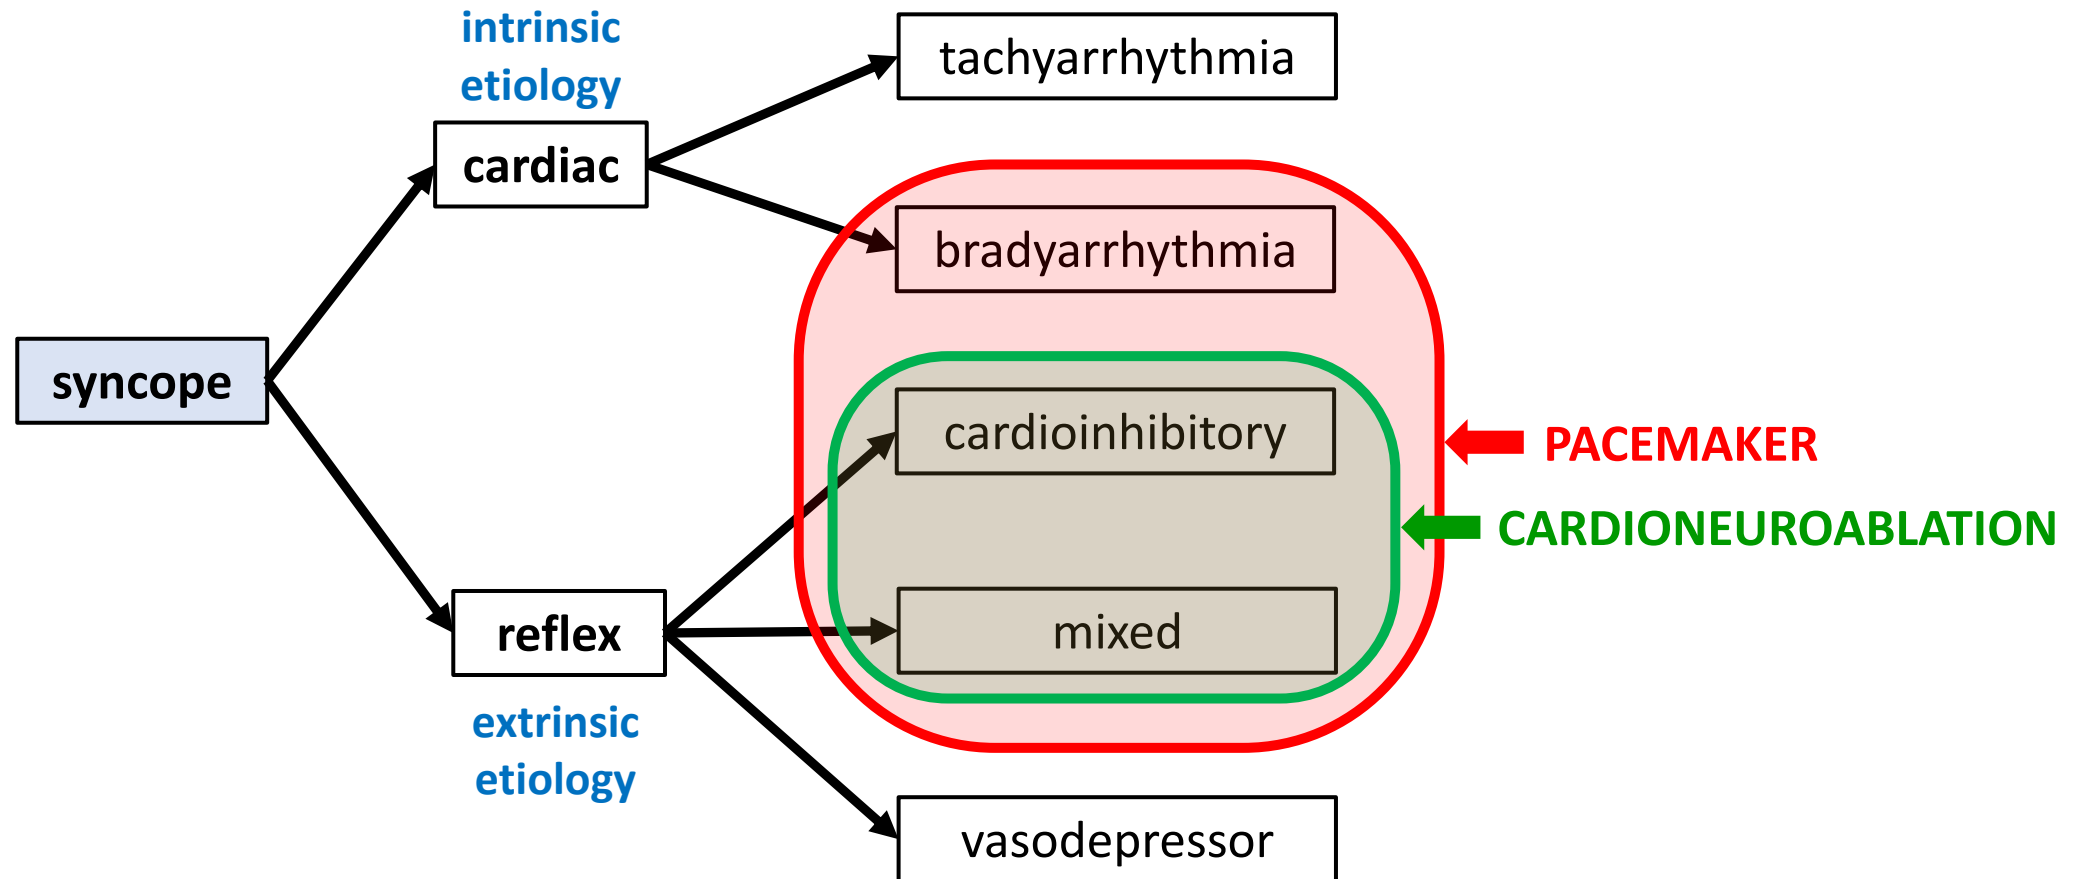 intrinsic
etiology
tachyarrhythmia
cardiac
bradyarrhythmia
syncope
cardioinhibitory
PACEMAKER
CARDIONEUROABLATION
reflex
mixed
extrinsic
etiology
vasodepressor